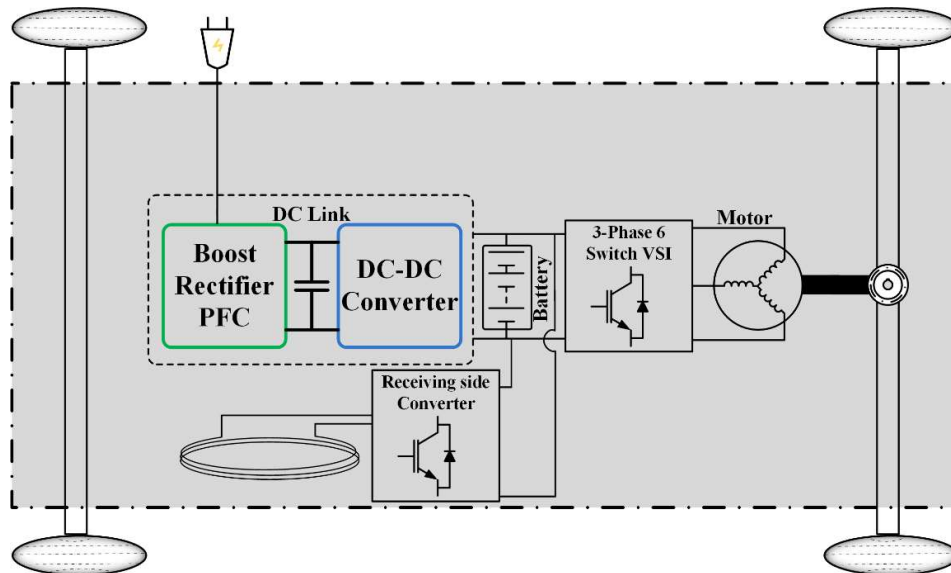 DC Link
Boost
Rectifier
PFC
DC-DC
Converter
Battery
3-Phase 6
Switch VSI
Motor
Receiving side
Converter